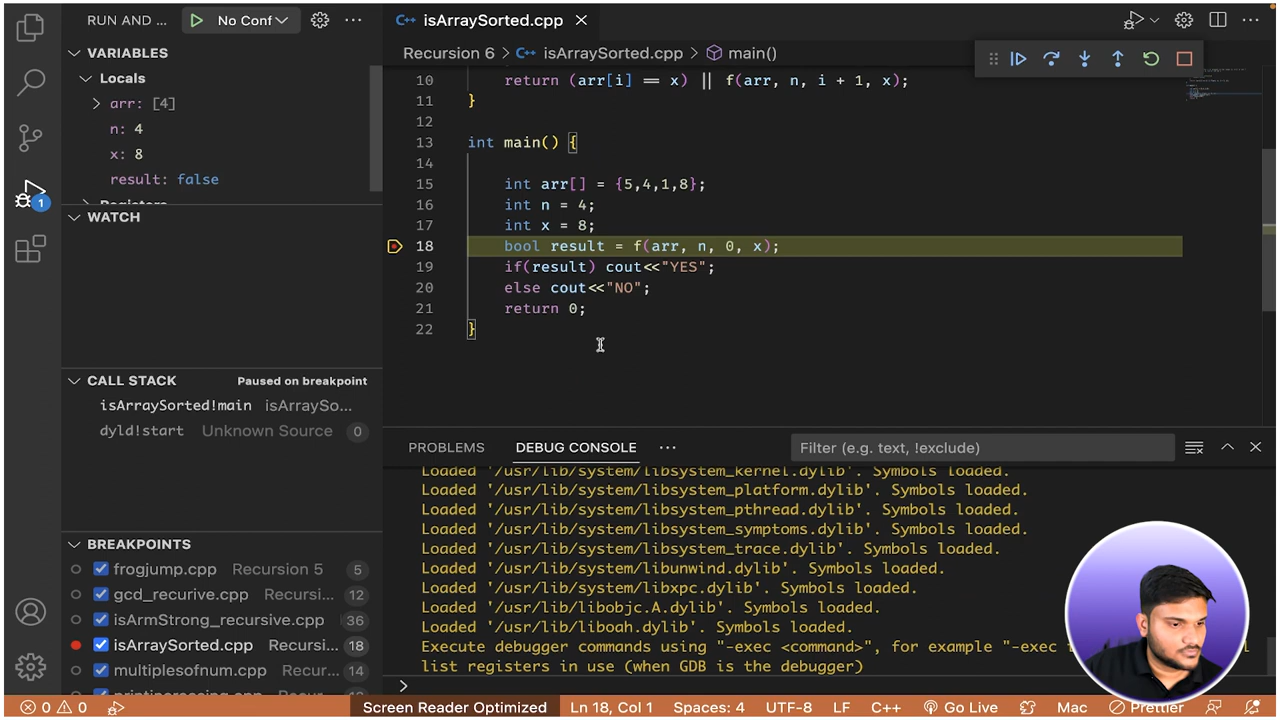 RUN AND ...
No Conf
isArraySorted.cpp
Recursion 6 > isArraySorted.cpp > main()
VARIABLES
Locals
arr: [4]
n: 4
x: 8
result: false
WATCH
CALL STACK
Paused on breakpoint
isArraySorted!main isArraySo...
dyld!start Unknown Source 0
BREAKPOINTS
frogjump.cpp Recursion 5 5
gcd_recurive.cpp Recursi... 12
isArmStrong_recursive.cpp 36
isArraySorted.cpp Recursi... 18
multiplesofnum.cpp Recur... 14
1
10 return (arr[i] == x) || f(arr, n, i + 1, x);
11 }
12
13 int main() {
14
15 int arr[] = {5,4,1,8};
16 int n = 4;
17 int x = 8;
18 bool result = f(arr, n, 0, x);
19 if(result) cout<<"YES";
20 else cout<<"NO";
21 return 0;
22 }
PROBLEMS DEBUG CONSOLE ... Filter (e.g. text, !exclude)
Loaded '/usr/lib/system/libsystem_kernel.dylib'. Symbols loaded.
Loaded '/usr/lib/system/libsystem_platform.dylib'. Symbols loaded.
Loaded '/usr/lib/system/libsystem_pthread.dylib'. Symbols loaded.
Loaded '/usr/lib/system/libsystem_symptoms.dylib'. Symbols loaded.
Loaded '/usr/lib/system/libsystem_trace.dylib'. Symbols loaded.
Loaded '/usr/lib/system/libunwind.dylib'. Symbols loaded.
Loaded '/usr/lib/system/libxpc.dylib'. Symbols loaded.
Loaded '/usr/lib/libobjc.A.dylib'. Symbols loaded.
Loaded '/usr/lib/liboah.dylib'. Symbols loaded.
Execute debugger commands using "-exec <command>", for example "-exec
list registers in use (when GDB is the debugger)
>
0 0 Screen Reader Optimized Ln 18, Col 1 Spaces: 4 UTF-8 LF C++ Go Live Mac Prettier